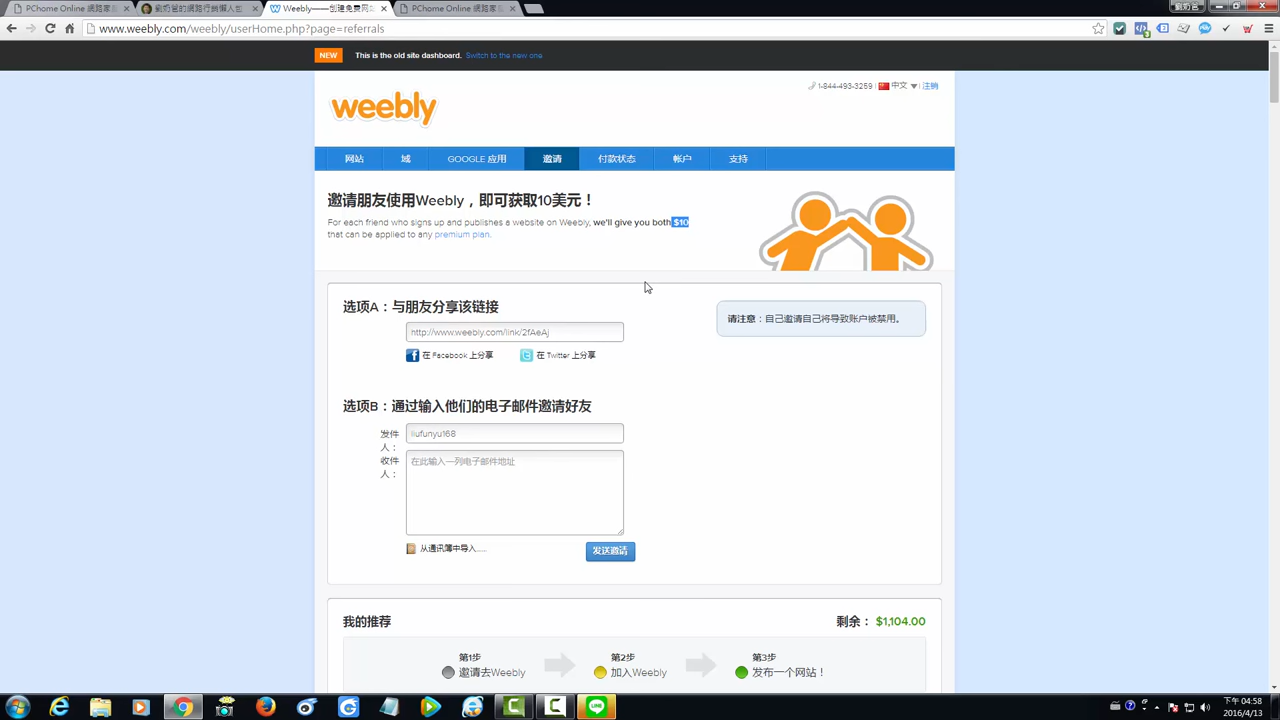 PChome Online 網路家庭
劉奶爸的網路行銷懶人包
Weebly——创建免费网站
PChome Online 網路家庭
劉奶爸
www.weebly.com/weebly/userHome.php?page=referrals
NEW This is the old site dashboard. Switch to the new one
weebly
1-844-493-3259 | 中文 | 注销
网站 域 GOOGLE 应用 邀请 付款状态 帐户 支持
邀请朋友使用Weebly，即可获取10美元！
For each friend who signs up and publishes a website on Weebly, we'll give you both $10
that can be applied to any premium plan.
选项A：与朋友分享该链接
请注意：自己邀请自己将导致账户被禁用。
http://www.weebly.com/link/2fAeAj
在 Facebook 上分享 在 Twitter 上分享
选项B：通过输入他们的电子邮件邀请好友
发件人： liufunyu168
收件人： 在此输入一列电子邮件地址
从通讯簿中导入.....
发送邀请
我的推荐 剩余： $1,104.00
第1步 第2步 第3步
邀请去Weebly 加入Weebly 发布一个网站！
下午 04:58
2016/4/13